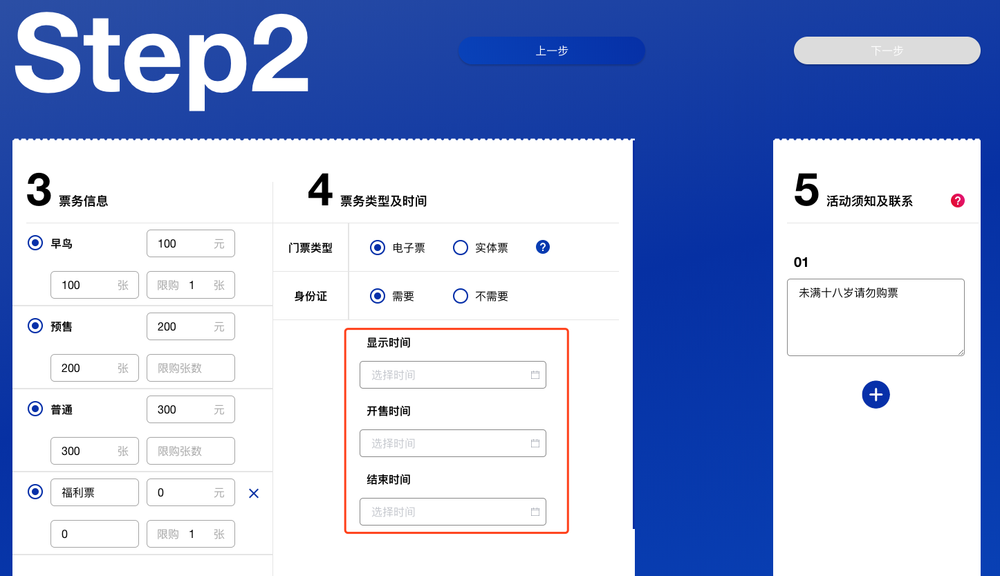 Step2
上一步
下一步
3 票务信息
早鸟
100 元
100 张
限购 1 张
预售
200 元
200 张
限购张数
普通
300 元
300 张
限购张数
福利票
0 元
0
限购 1 张
4 票务类型及时间
门票类型
电子票
实体票
?
身份证
需要
不需要
显示时间
选择时间
开售时间
选择时间
结束时间
选择时间
5 活动须知及联系
?
01
未满十八岁请勿购票